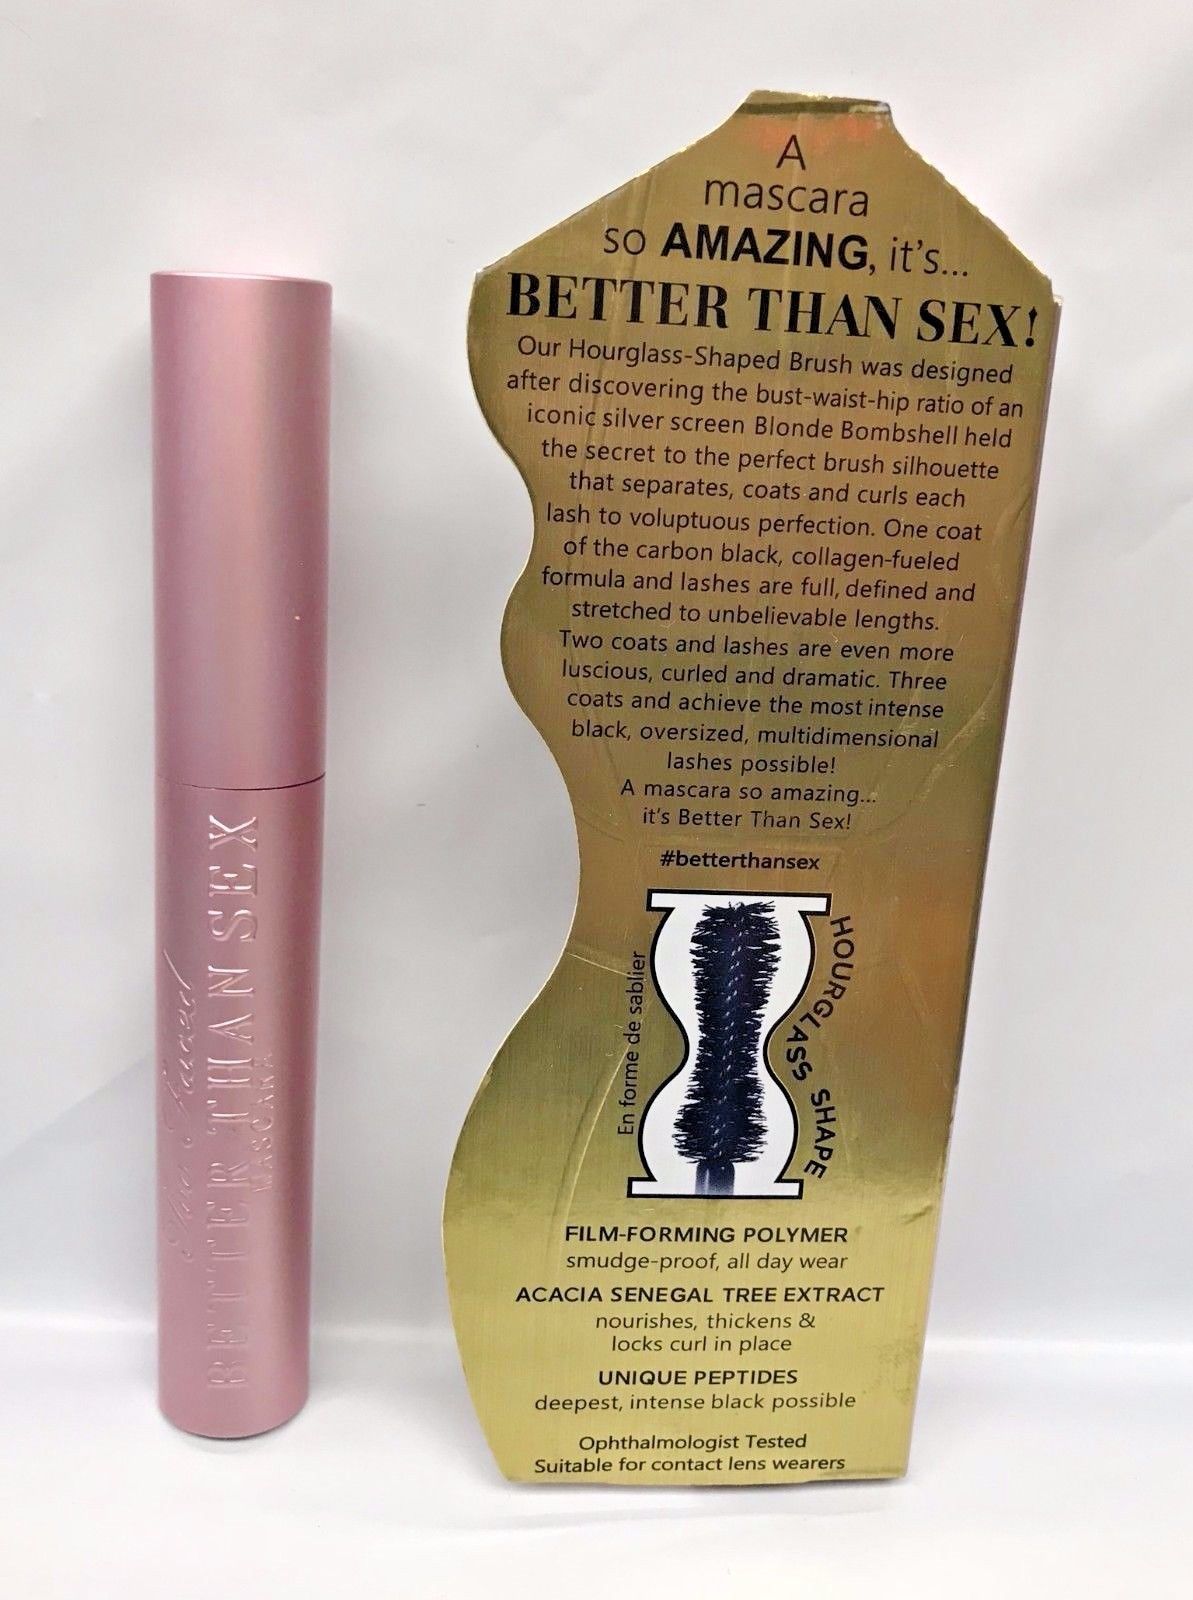 Too Faced
BETTER THAN SEX
MASCARA
A
mascara
so AMAZING, it's...
BETTER THAN SEX!
Our Hourglass-Shaped Brush was designed
after discovering the bust-waist-hip ratio of an
iconic silver screen Blonde Bombshell held
the secret to the perfect brush silhouette
that separates, coats and curls each
lash to voluptuous perfection. One coat
of the carbon black, collagen-fueled
formula and lashes are full, defined and
stretched to unbelievable lengths.
Two coats and lashes are even more
luscious, curled and dramatic. Three
coats and achieve the most intense
black, oversized, multidimensional
lashes possible!
A mascara so amazing...
it's Better Than Sex!
#betterthansex
En forme de sablier
HOURGLASS SHAPE
FILM-FORMING POLYMER
smudge-proof, all day wear
ACACIA SENEGAL TREE EXTRACT
nourishes, thickens &
locks curl in place
UNIQUE PEPTIDES
deepest, intense black possible
Ophthalmologist Tested
Suitable for contact lens wearers